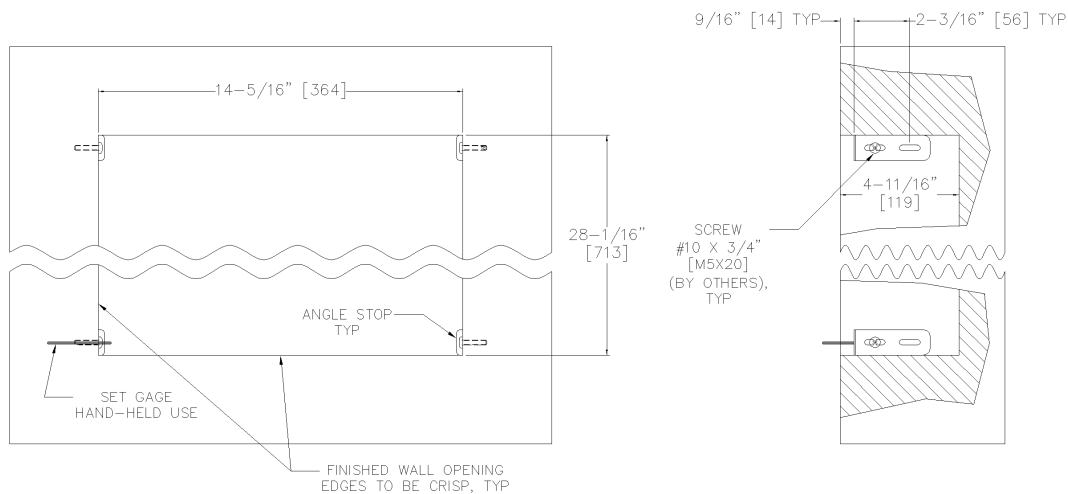 9/16” [14] TYP
2-3/16” [56] TYP
14-5/16” [364]
4-11/16”
[119]
28-1/16”
[713]
SCREW
#10 X 3/4”
[M5X20]
(BY OTHERS),
TYP
ANGLE STOP
TYP
SET GAGE
HAND-HELD USE
FINISHED WALL OPENING
EDGES TO BE CRISP, TYP